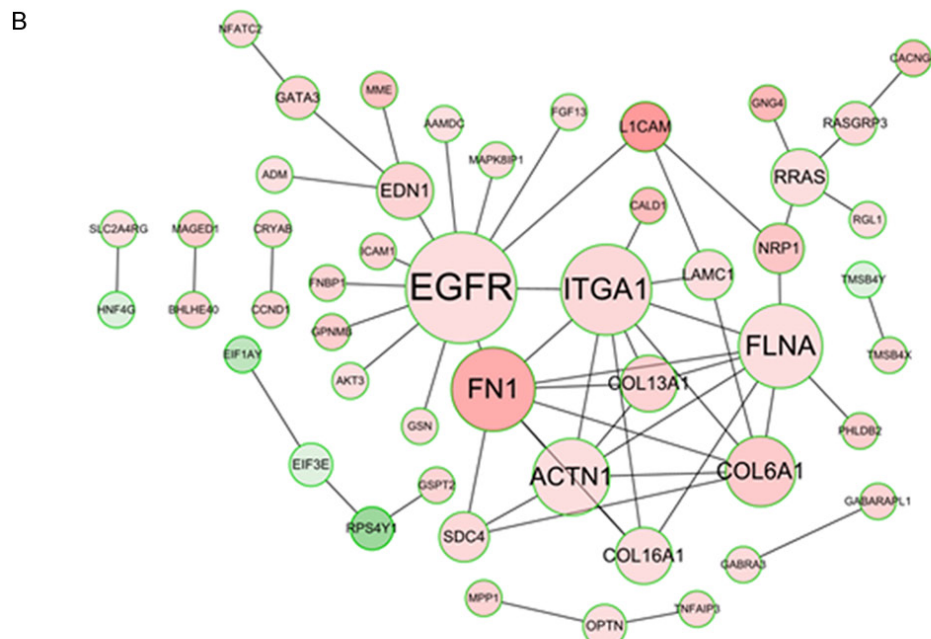 B
NFATC2
GATA3
MME
AAMDC
FGF13
L1CAM
GNG4
CACNG4
RASGRP3
MAPK8IP1
ADM
EDN1
RRAS
CALD1
RGL1
SLC2A4RG
MAGED1
CRYAB
ICAM1
NRP1
LAMC1
TMSB4Y
FNBP1
EGFR
ITGA1
HNF4G
BHLHE40
CCND1
GPNMB
FLNA
EIF1AY
TMSB4X
AKT3
FN1
COL13A1
GSN
PHLDB2
EIF3E
ACTN1
COL6A1
GSPT2
RPS4Y1
SDC4
GABARAPL1
COL16A1
GABRA3
MPP1
OPTN
TNFAIP3